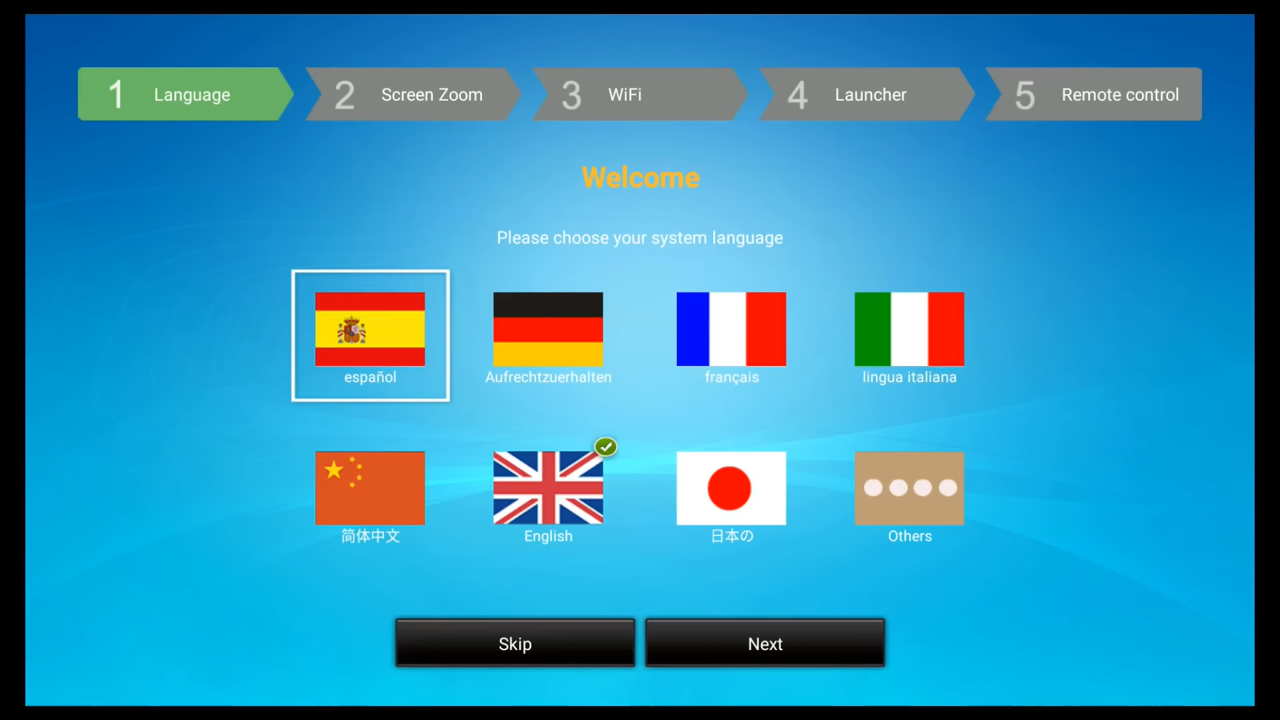 1 Language
2 Screen Zoom
3 WiFi
4 Launcher
5 Remote control
Welcome
Please choose your system language
español
Aufrechtzuerhalten
français
lingua italiana
简体中文
English
日本の
Others
Skip
Next